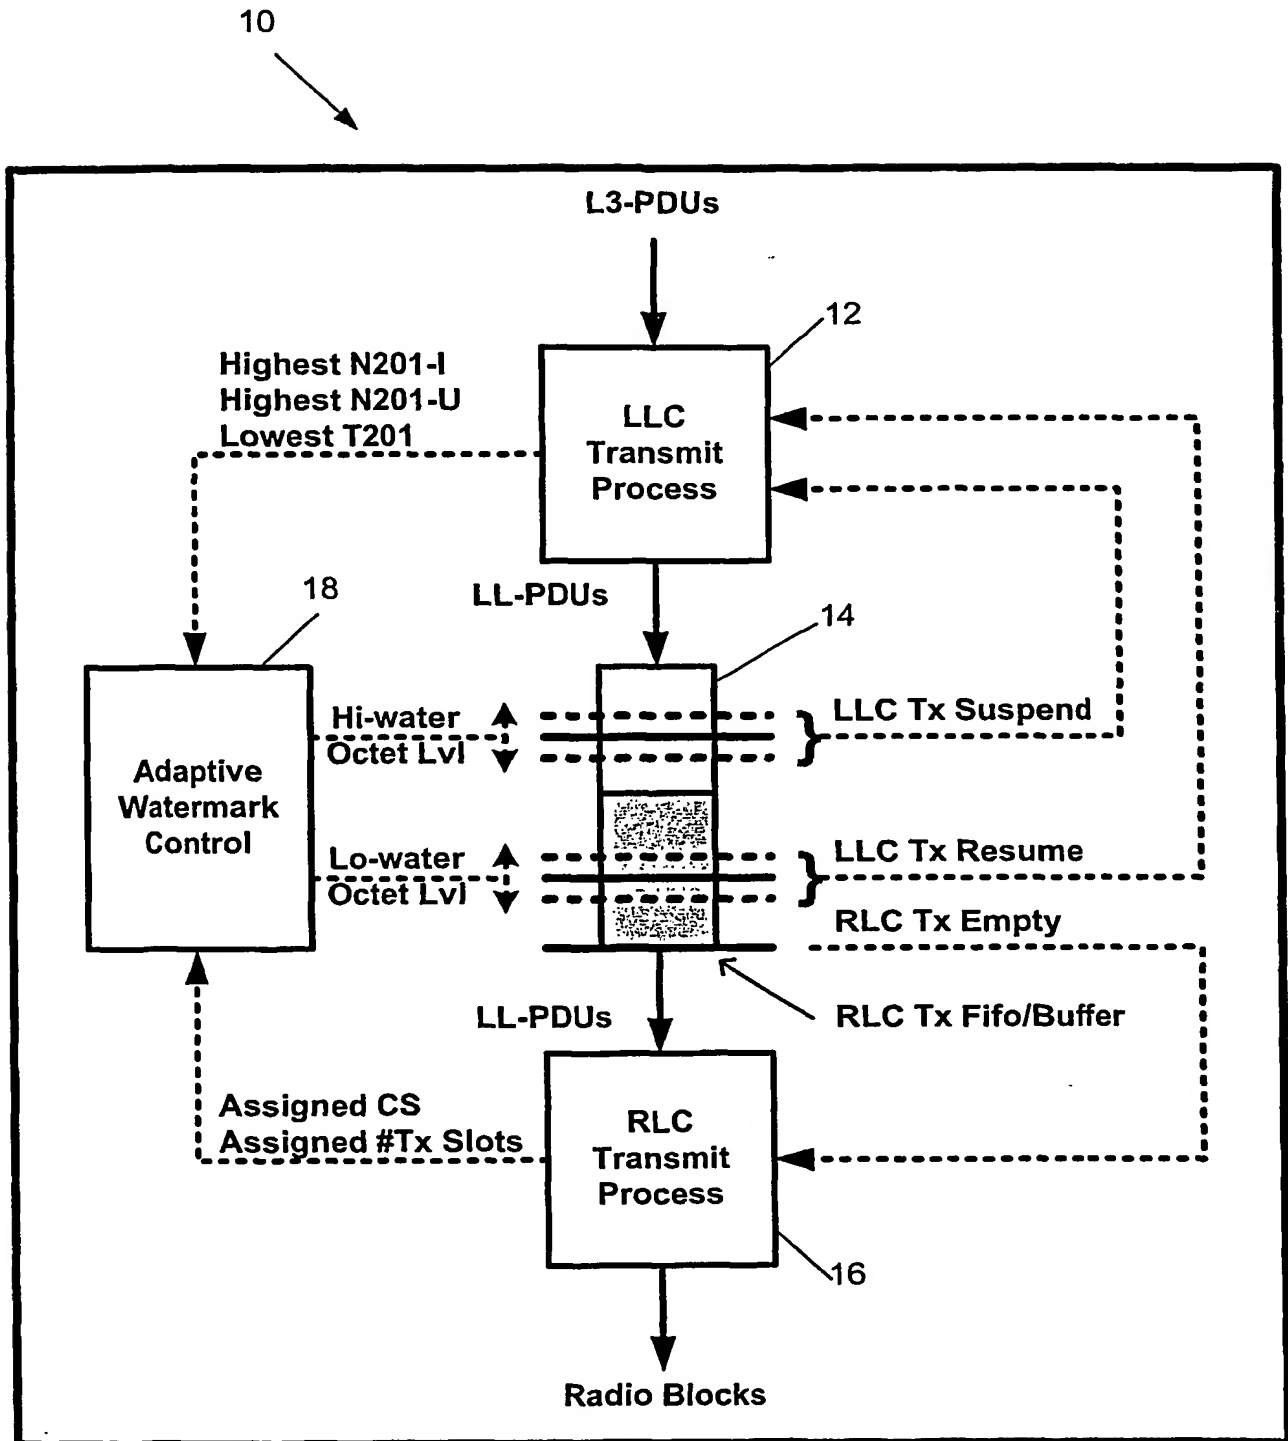 10
L3-PDUs
12
Highest N201-I
Highest N201-U
Lowest T201
LLC
Transmit
Process
18
LL-PDUs
14
Hi-water
Octet Lvl
LLC Tx Suspend
Adaptive
Watermark
Control
Lo-water
Octet Lvl
LLC Tx Resume
RLC Tx Empty
LL-PDUs
RLC Tx Fifo/Buffer
Assigned CS
Assigned #Tx Slots
RLC
Transmit
Process
16
Radio Blocks